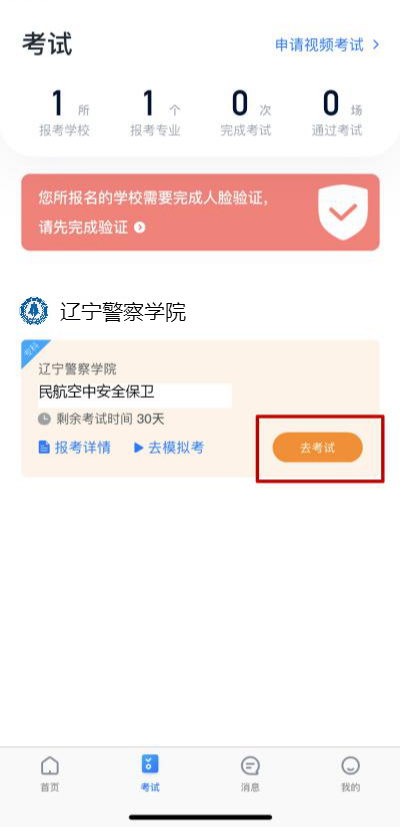 考试
申请视频考试 >
1 所
报考学校
1 个
报考专业
0 次
完成考试
0 场
通过考试
您所报名的学校需要完成人脸验证,
请先完成验证
辽宁警察学院
专科
辽宁警察学院
民航空中安全保卫
剩余考试时间 30天
报考详情
去模拟考
去考试
首页
考试
消息
我的